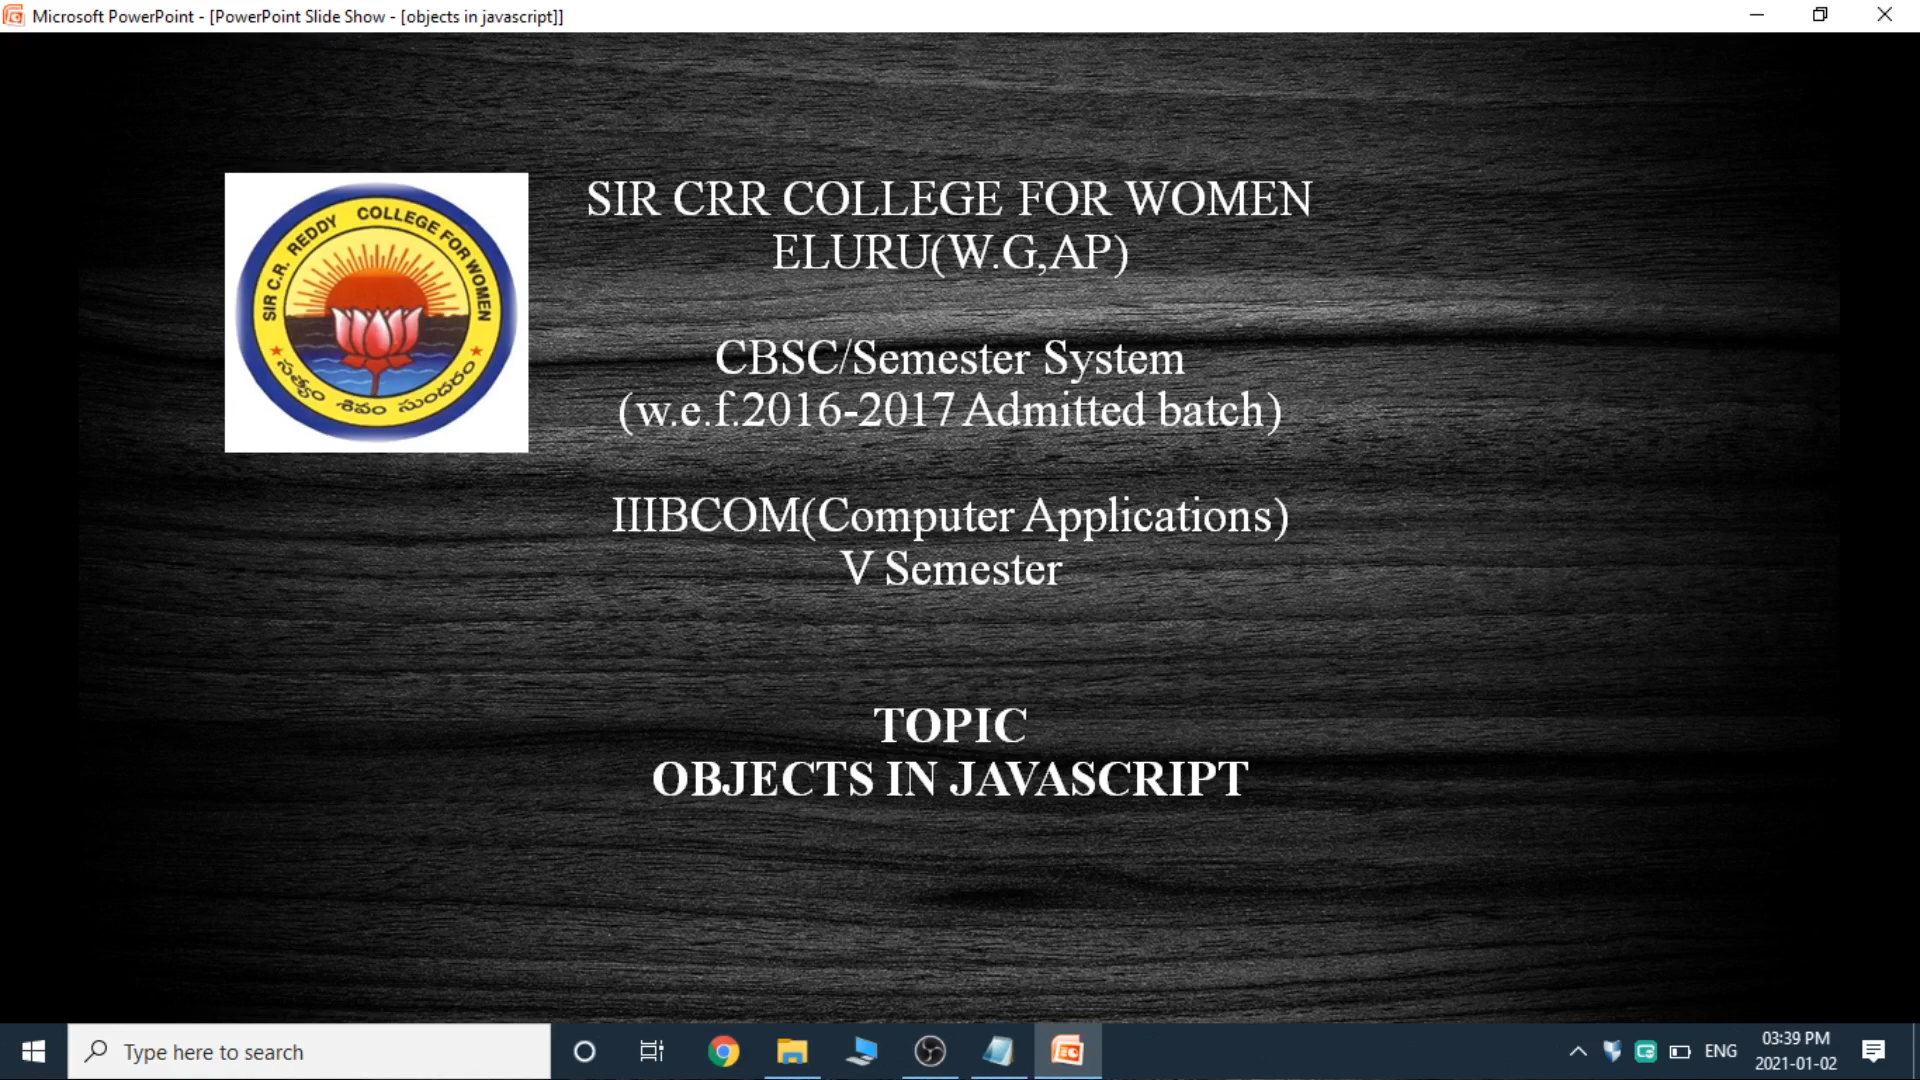 Microsoft PowerPoint - [PowerPoint Slide Show - [objects in javascript]]
SIR C.R. REDDY COLLEGE FOR WOMEN
సత్యం శివం సుందరం
SIR CRR COLLEGE FOR WOMEN
ELURU(W.G,AP)
CBSC/Semester System
(w.e.f.2016-2017 Admitted batch)
IIIBCOM(Computer Applications)
V Semester
TOPIC
OBJECTS IN JAVASCRIPT
Type here to search
ENG
03:39 PM
2021-01-02